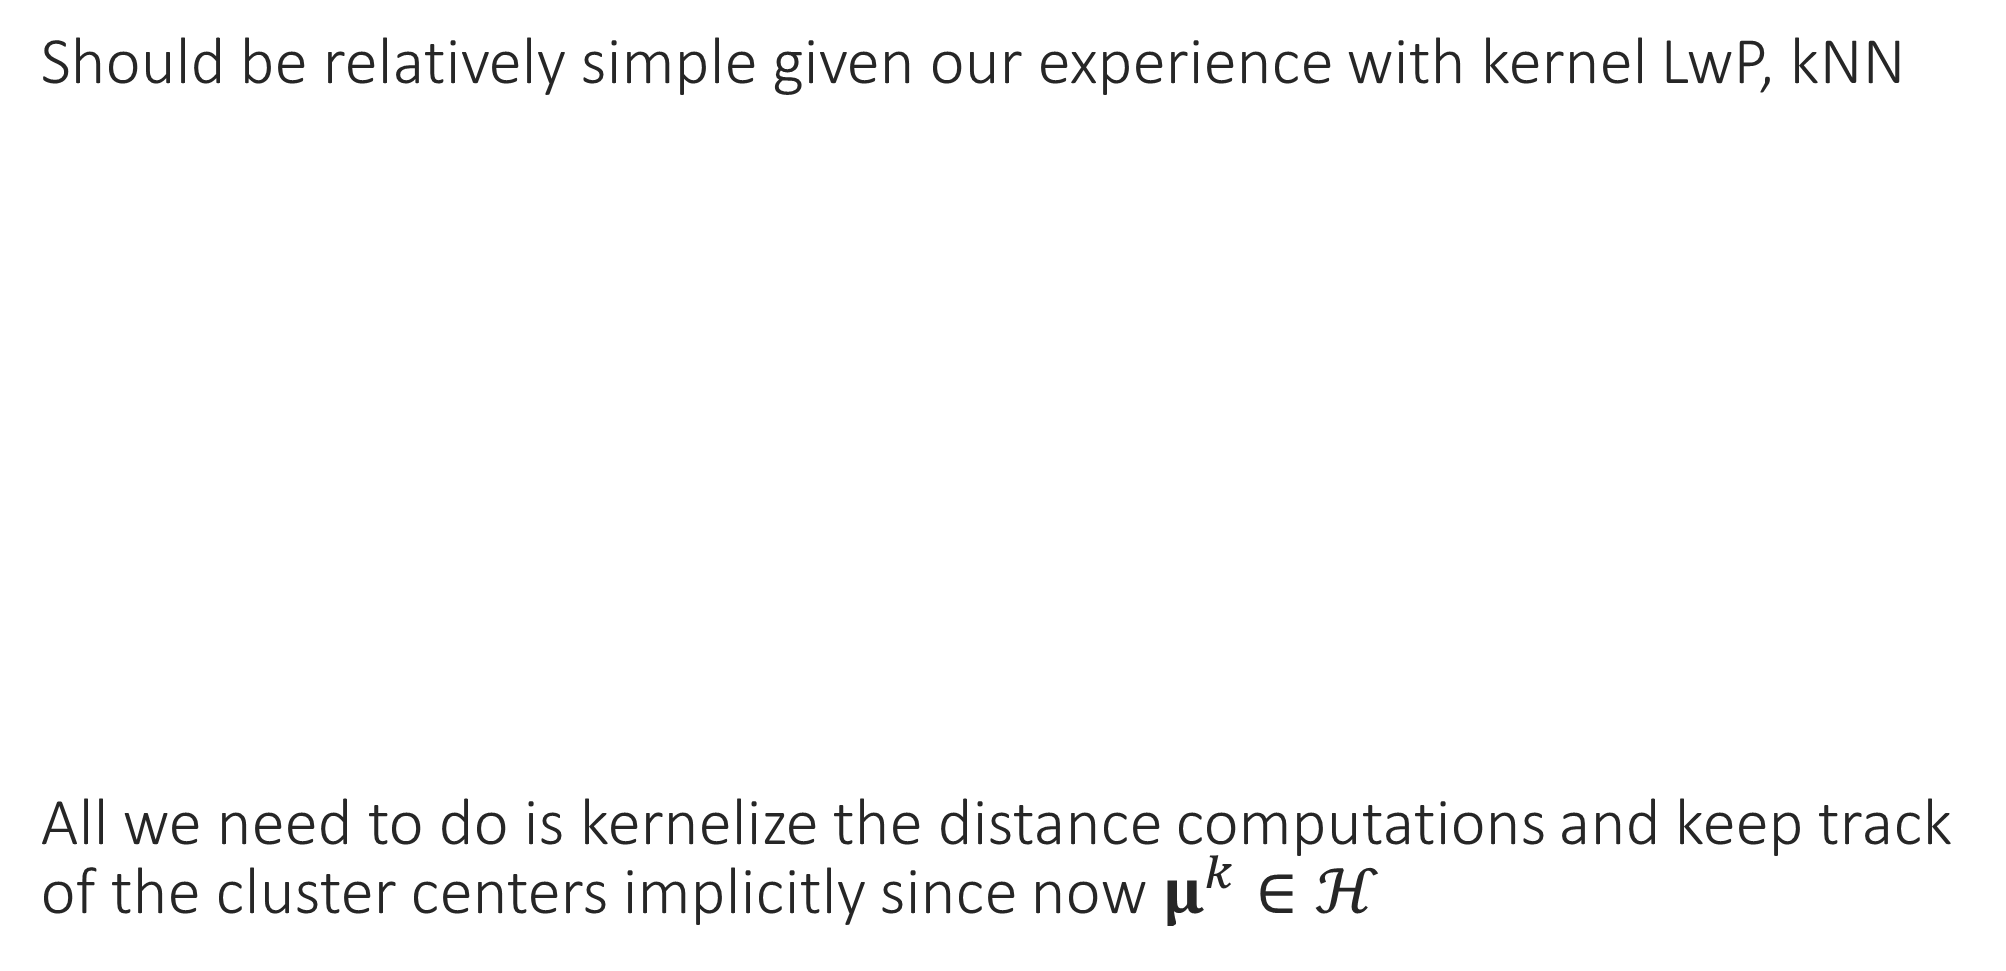 Should be relatively simple given our experience with kernel LwP, kNN
All we need to do is kernelize the distance computations and keep track
of the cluster centers implicitly since now 𝛍ᵏ ∈ ℋ